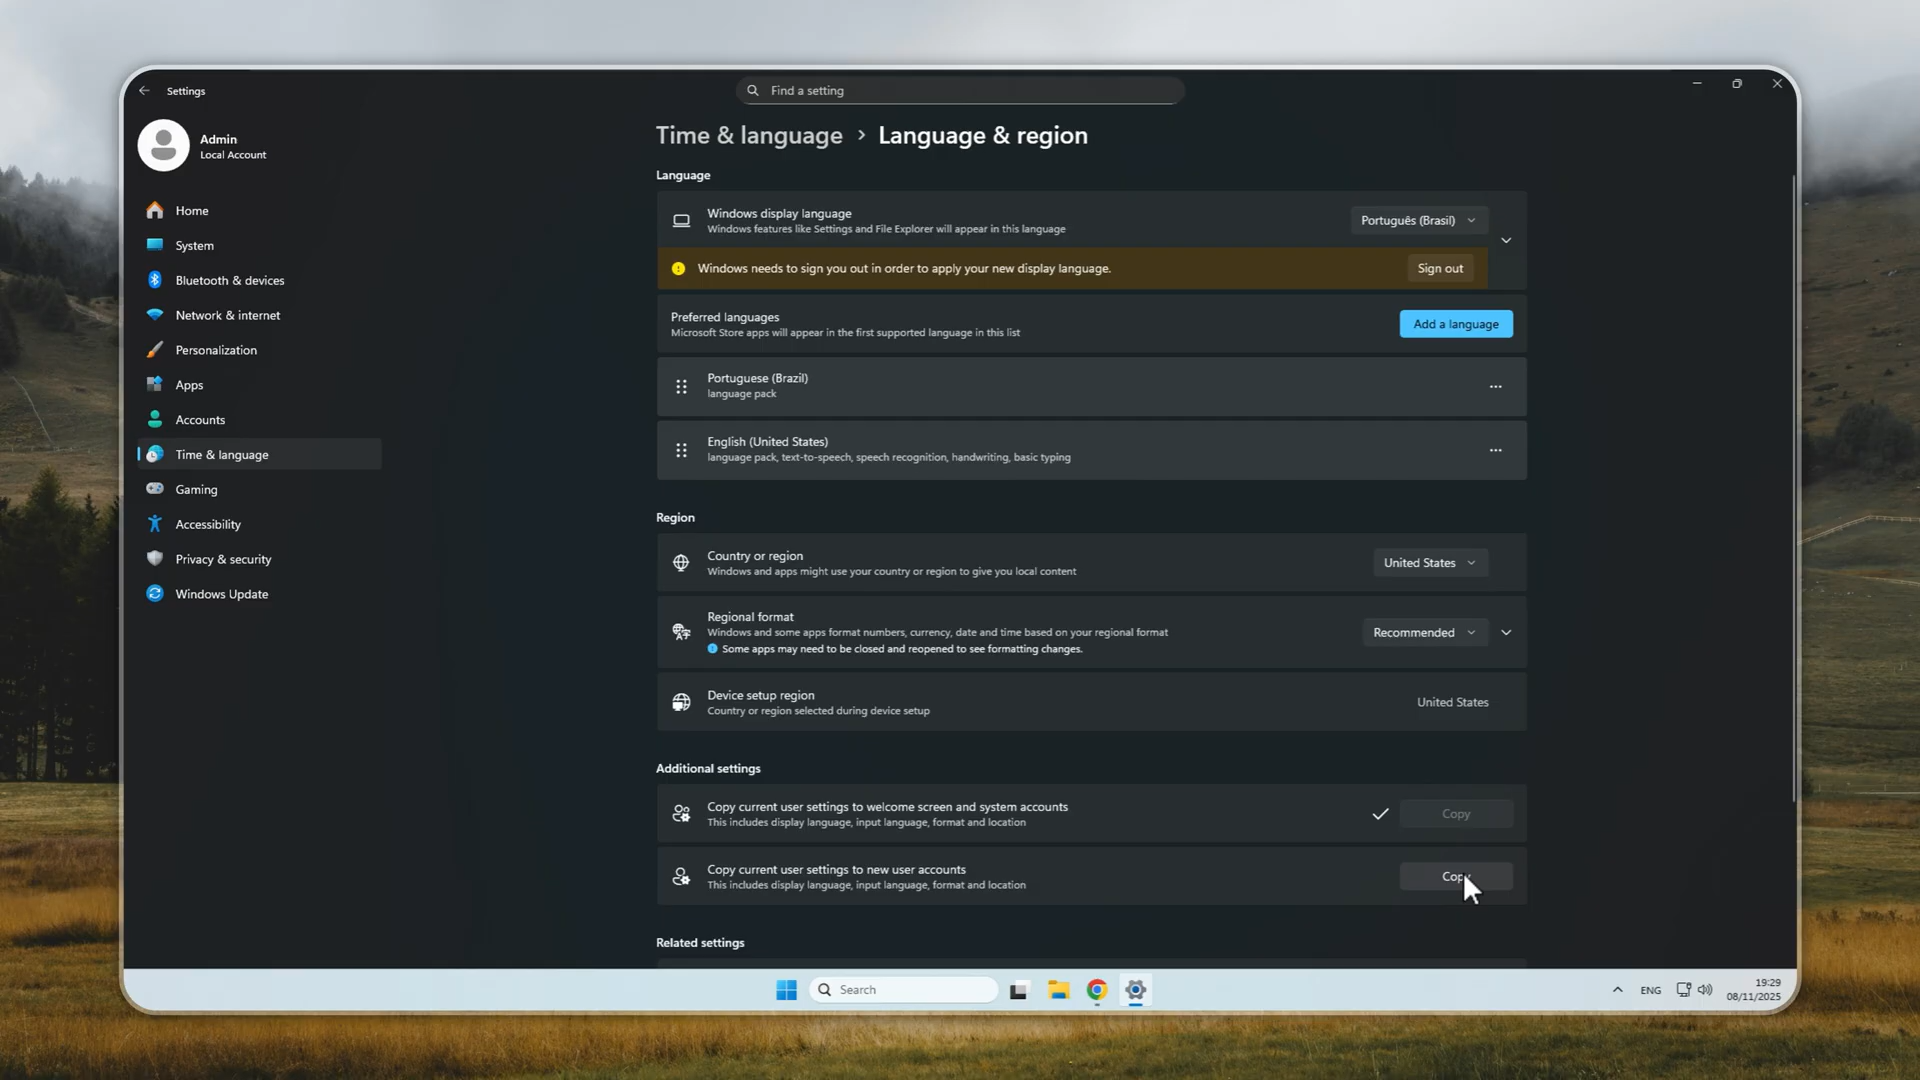 Settings
Find a setting
Admin
Local Account
Home
System
Bluetooth & devices
Network & internet
Personalization
Apps
Accounts
Time & language
Gaming
Accessibility
Privacy & security
Windows Update
Time & language > Language & region
Language
Windows display language
Windows features like Settings and File Explorer will appear in this language
Português (Brasil)
Windows needs to sign you out in order to apply your new display language.
Sign out
Preferred languages
Microsoft Store apps will appear in the first supported language in this list
Add a language
Portuguese (Brazil)
language pack
English (United States)
language pack, text-to-speech, speech recognition, handwriting, basic typing
Region
Country or region
Windows and apps might use your country or region to give you local content
United States
Regional format
Windows and some apps format numbers, currency, date and time based on your regional format
Some apps may need to be closed and reopened to see formatting changes.
Recommended
Device setup region
Country or region selected during device setup
United States
Additional settings
Copy current user settings to welcome screen and system accounts
This includes display language, input language, format and location
Copy
Copy current user settings to new user accounts
This includes display language, input language, format and location
Copy
Related settings
Search
ENG
19:29
08/11/2025